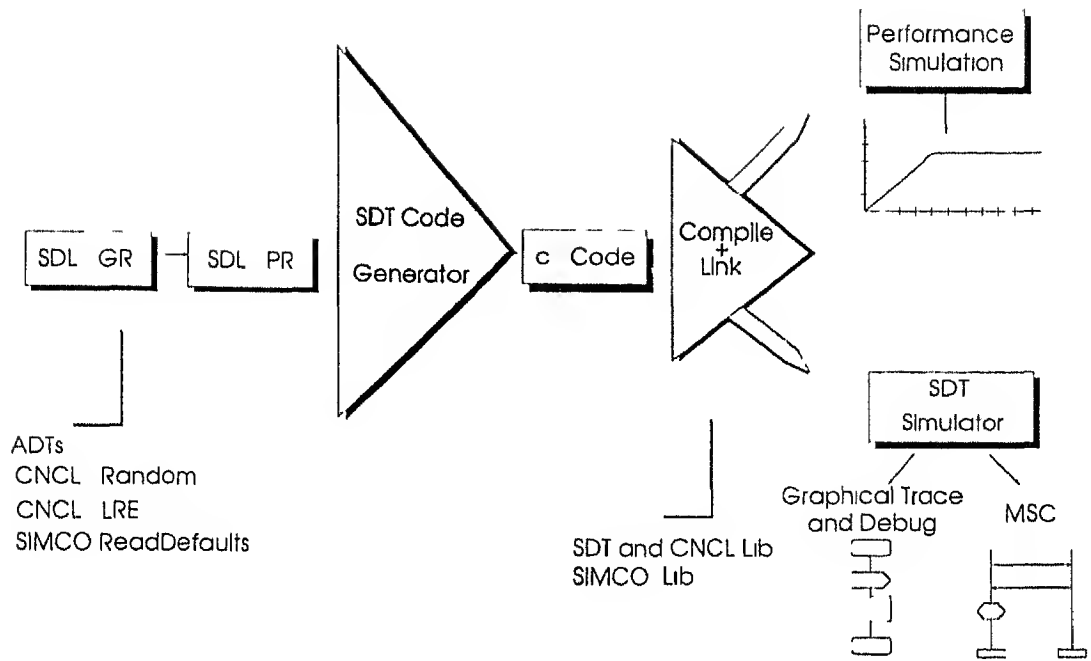 Performance
Simulation
SDT Code
Generator
SDL GR
SDL PR
c Code
Compile
+
Link
SDT
Simulator
ADTs
CNCL Random
CNCL LRE
SIMCO ReadDefaults
SDT and CNCL Lib
SIMCO Lib
Graphical Trace
and Debug
MSC